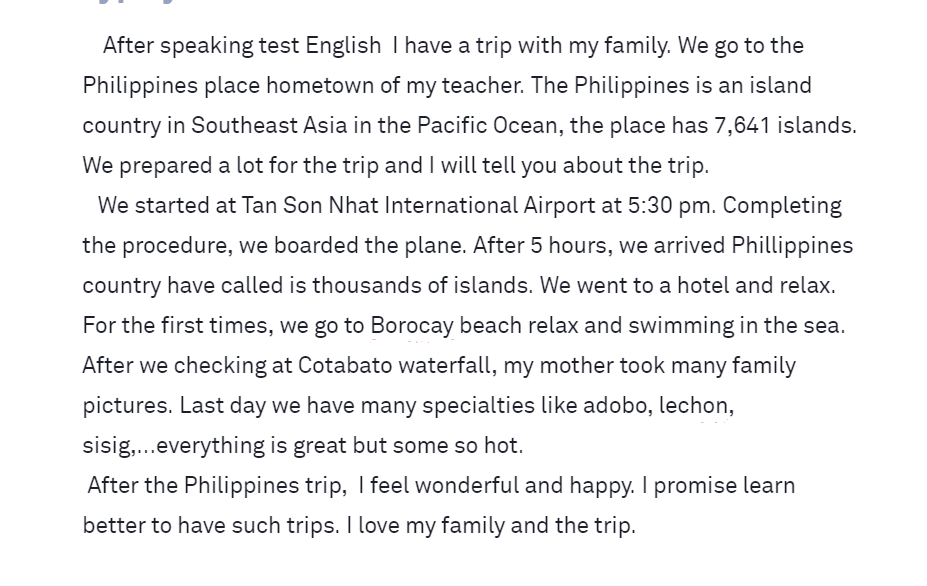 After speaking test English I have a trip with my family. We go to the
Philippines place hometown of my teacher. The Philippines is an island
country in Southeast Asia in the Pacific Ocean, the place has 7,641 islands.
We prepared a lot for the trip and I will tell you about the trip.
We started at Tan Son Nhat International Airport at 5:30 pm. Completing
the procedure, we boarded the plane. After 5 hours, we arrived Phillippines
country have called is thousands of islands. We went to a hotel and relax.
For the first times, we go to Borocay beach relax and swimming in the sea.
After we checking at Cotabato waterfall, my mother took many family
pictures. Last day we have many specialties like adobo, lechon,
sisig,...everything is great but some so hot.
After the Philippines trip, I feel wonderful and happy. I promise learn
better to have such trips. I love my family and the trip.